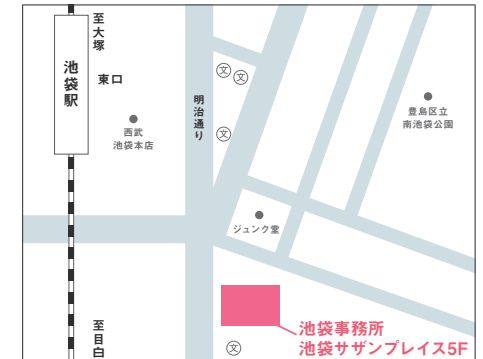 至大塚
池袋駅
東口
西武
池袋本店
明治通り
文
文
文
豊島区立
南池袋公園
ジュンク堂
至目白
文
池袋事務所
池袋サザンプレイス5F